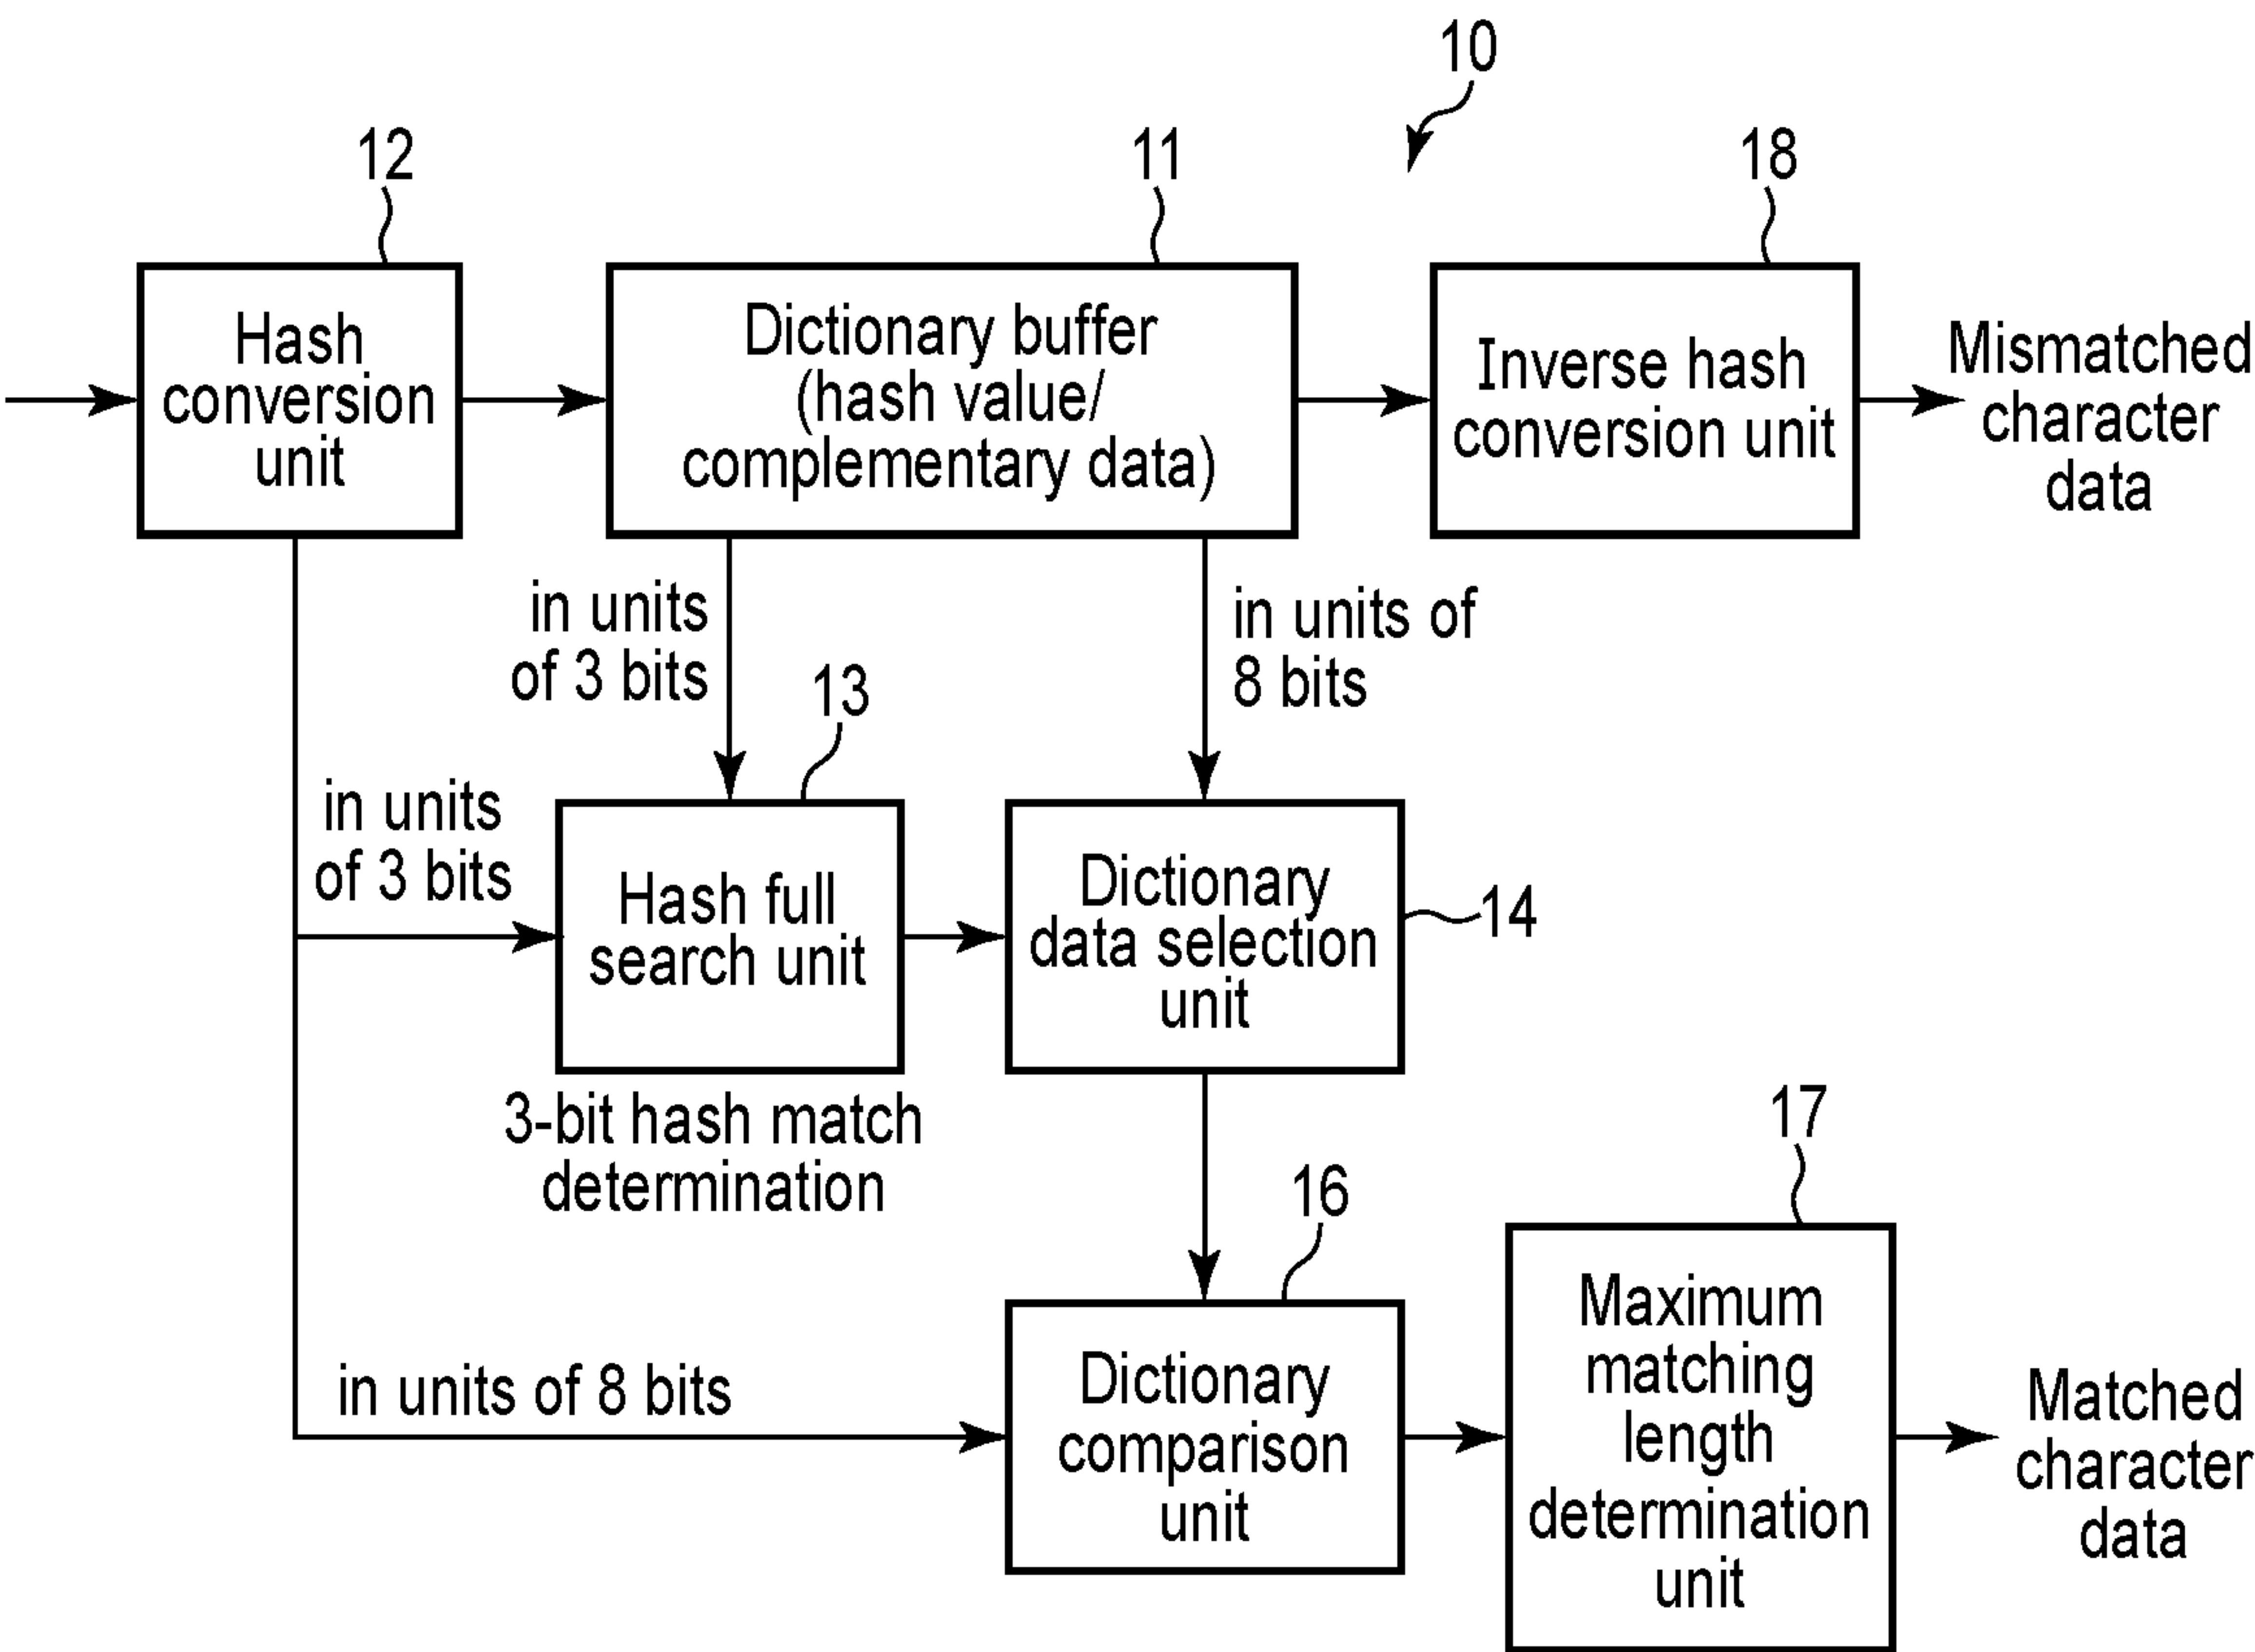 10
12
11
18
Hash
conversion
unit
Dictionary buffer
(hash value/
complementary data)
Inverse hash
conversion unit
Mismatched
character
data
in units
of 3 bits
in units of
8 bits
13
in units
of 3 bits
Hash full
search unit
Dictionary
data selection
unit
14
3-bit hash match
determination
16
17
in units of 8 bits
Dictionary
comparison
unit
Maximum
matching
length
determination
unit
Matched
character
data